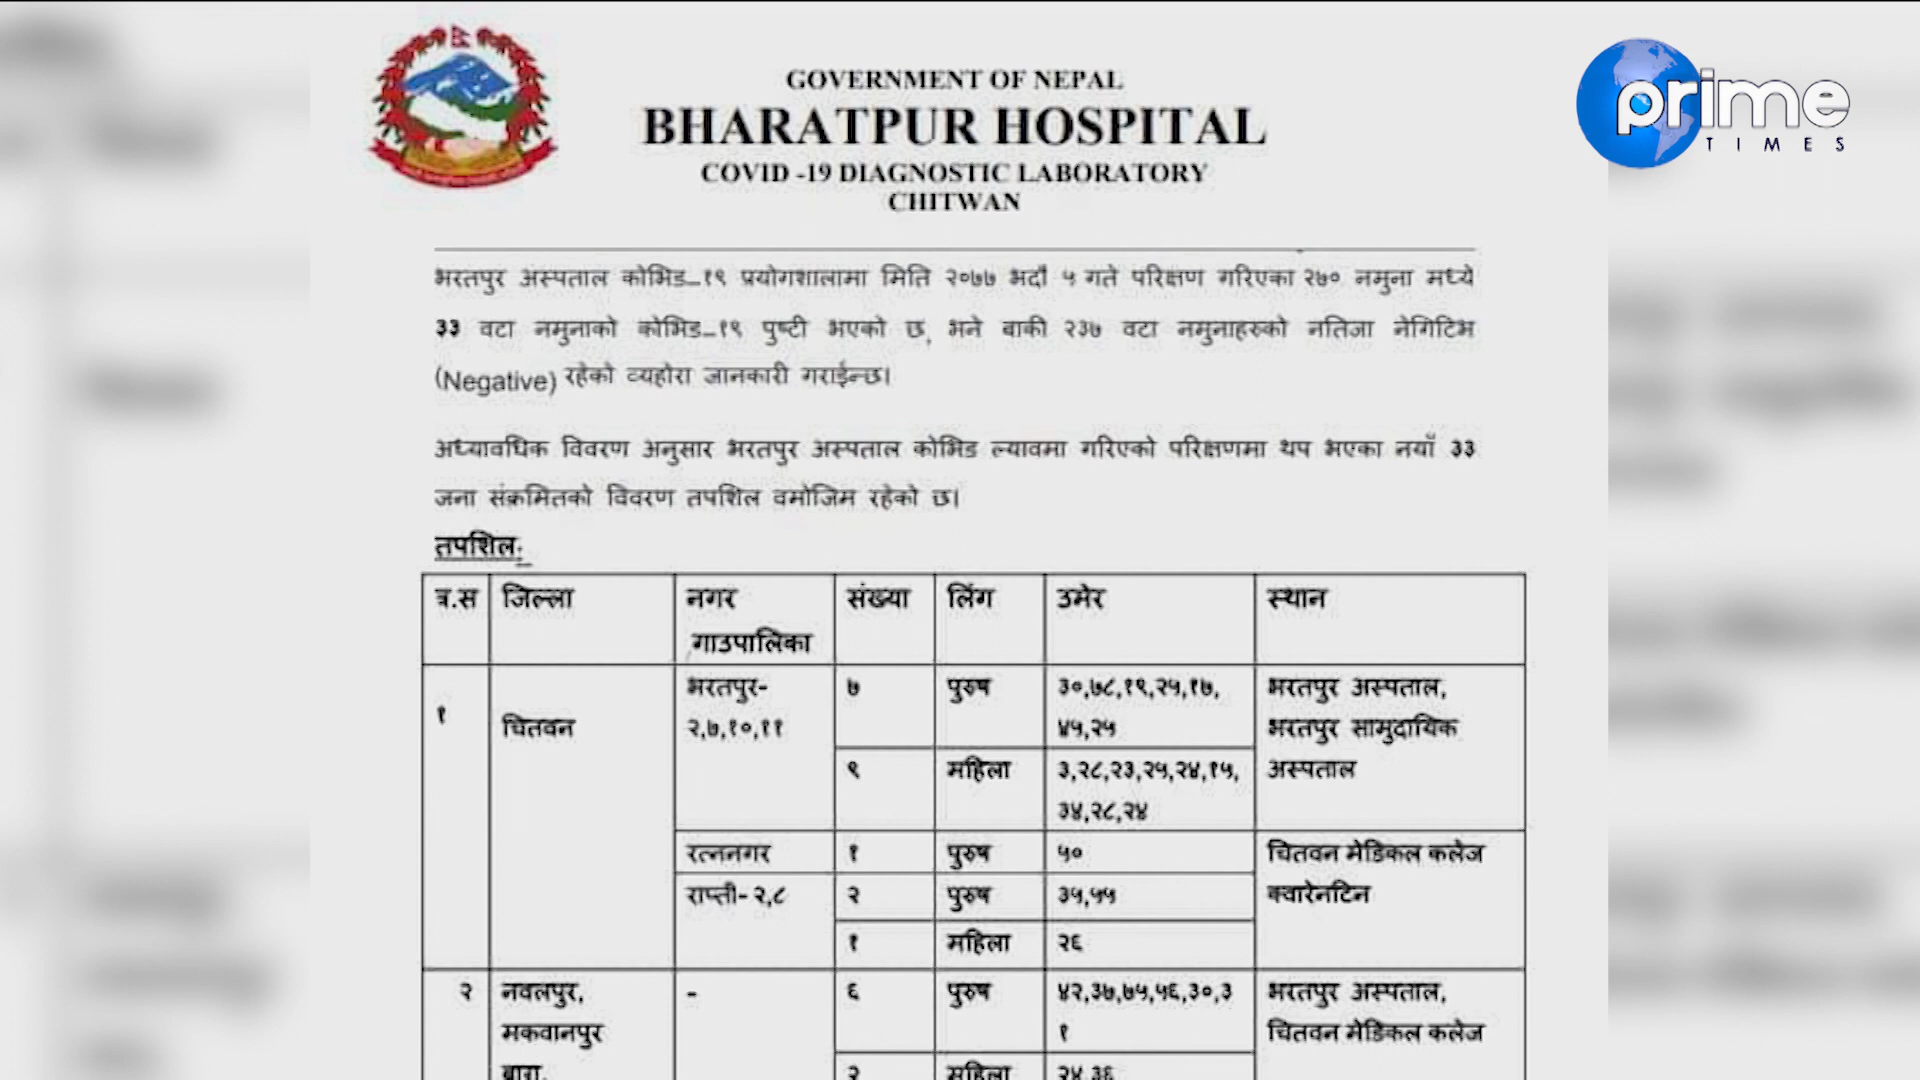 GOVERNMENT OF NEPAL
BHARATPUR HOSPITAL
COVID -19 DIAGNOSTIC LABORATORY
CHITWAN
prime
TIMES
भरतपुर अस्पताल कोभिड–१९ प्रयोगशालामा मिति २०७७ भदौ ५ गते परिक्षण गरिएका २७० नमुना मध्ये
३३ वटा नमुनाको कोभिड–१९ पुष्टी भएको छ, भने बाकी २३७ वटा नमुनाहरुको नतिजा नेगिटिभ
(Negative) रहेको व्यहोरा जानकारी गराईन्छ।
अध्यावधिक विवरण अनुसार भरतपुर अस्पताल कोभिड ल्यावमा गरिएको परिक्षणमा थप भएका नयाँ ३३
जना संक्रमितको विवरण तपशिल वमोजिम रहेको छ।
तपशिल:
त्र.स जिल्ला नगर संख्या लिंग उमेर स्थान
गाउपालिका
१ चितवन भरतपुर- ७ पुरुष ३०,७८,१९,२५,१७, भरतपुर अस्पताल,
२,७,१०,११ ४५,२५ भरतपुर सामुदायिक
९ महिला ३,२८,२३,२५,२४,१५, अस्पताल
३४,२८,२४
रत्ननगर १ पुरुष ५० चितवन मेडिकल कलेज
राप्ती- २,८ २ पुरुष ३५,५५ क्वारेनटिन
१ महिला २६
२ नवलपुर, - ६ पुरुष ४२,३७,७५,५६,३०,३ भरतपुर अस्पताल,
मकवानपुर १ चितवन मेडिकल कलेज
बारा, २ महिला २४,३६